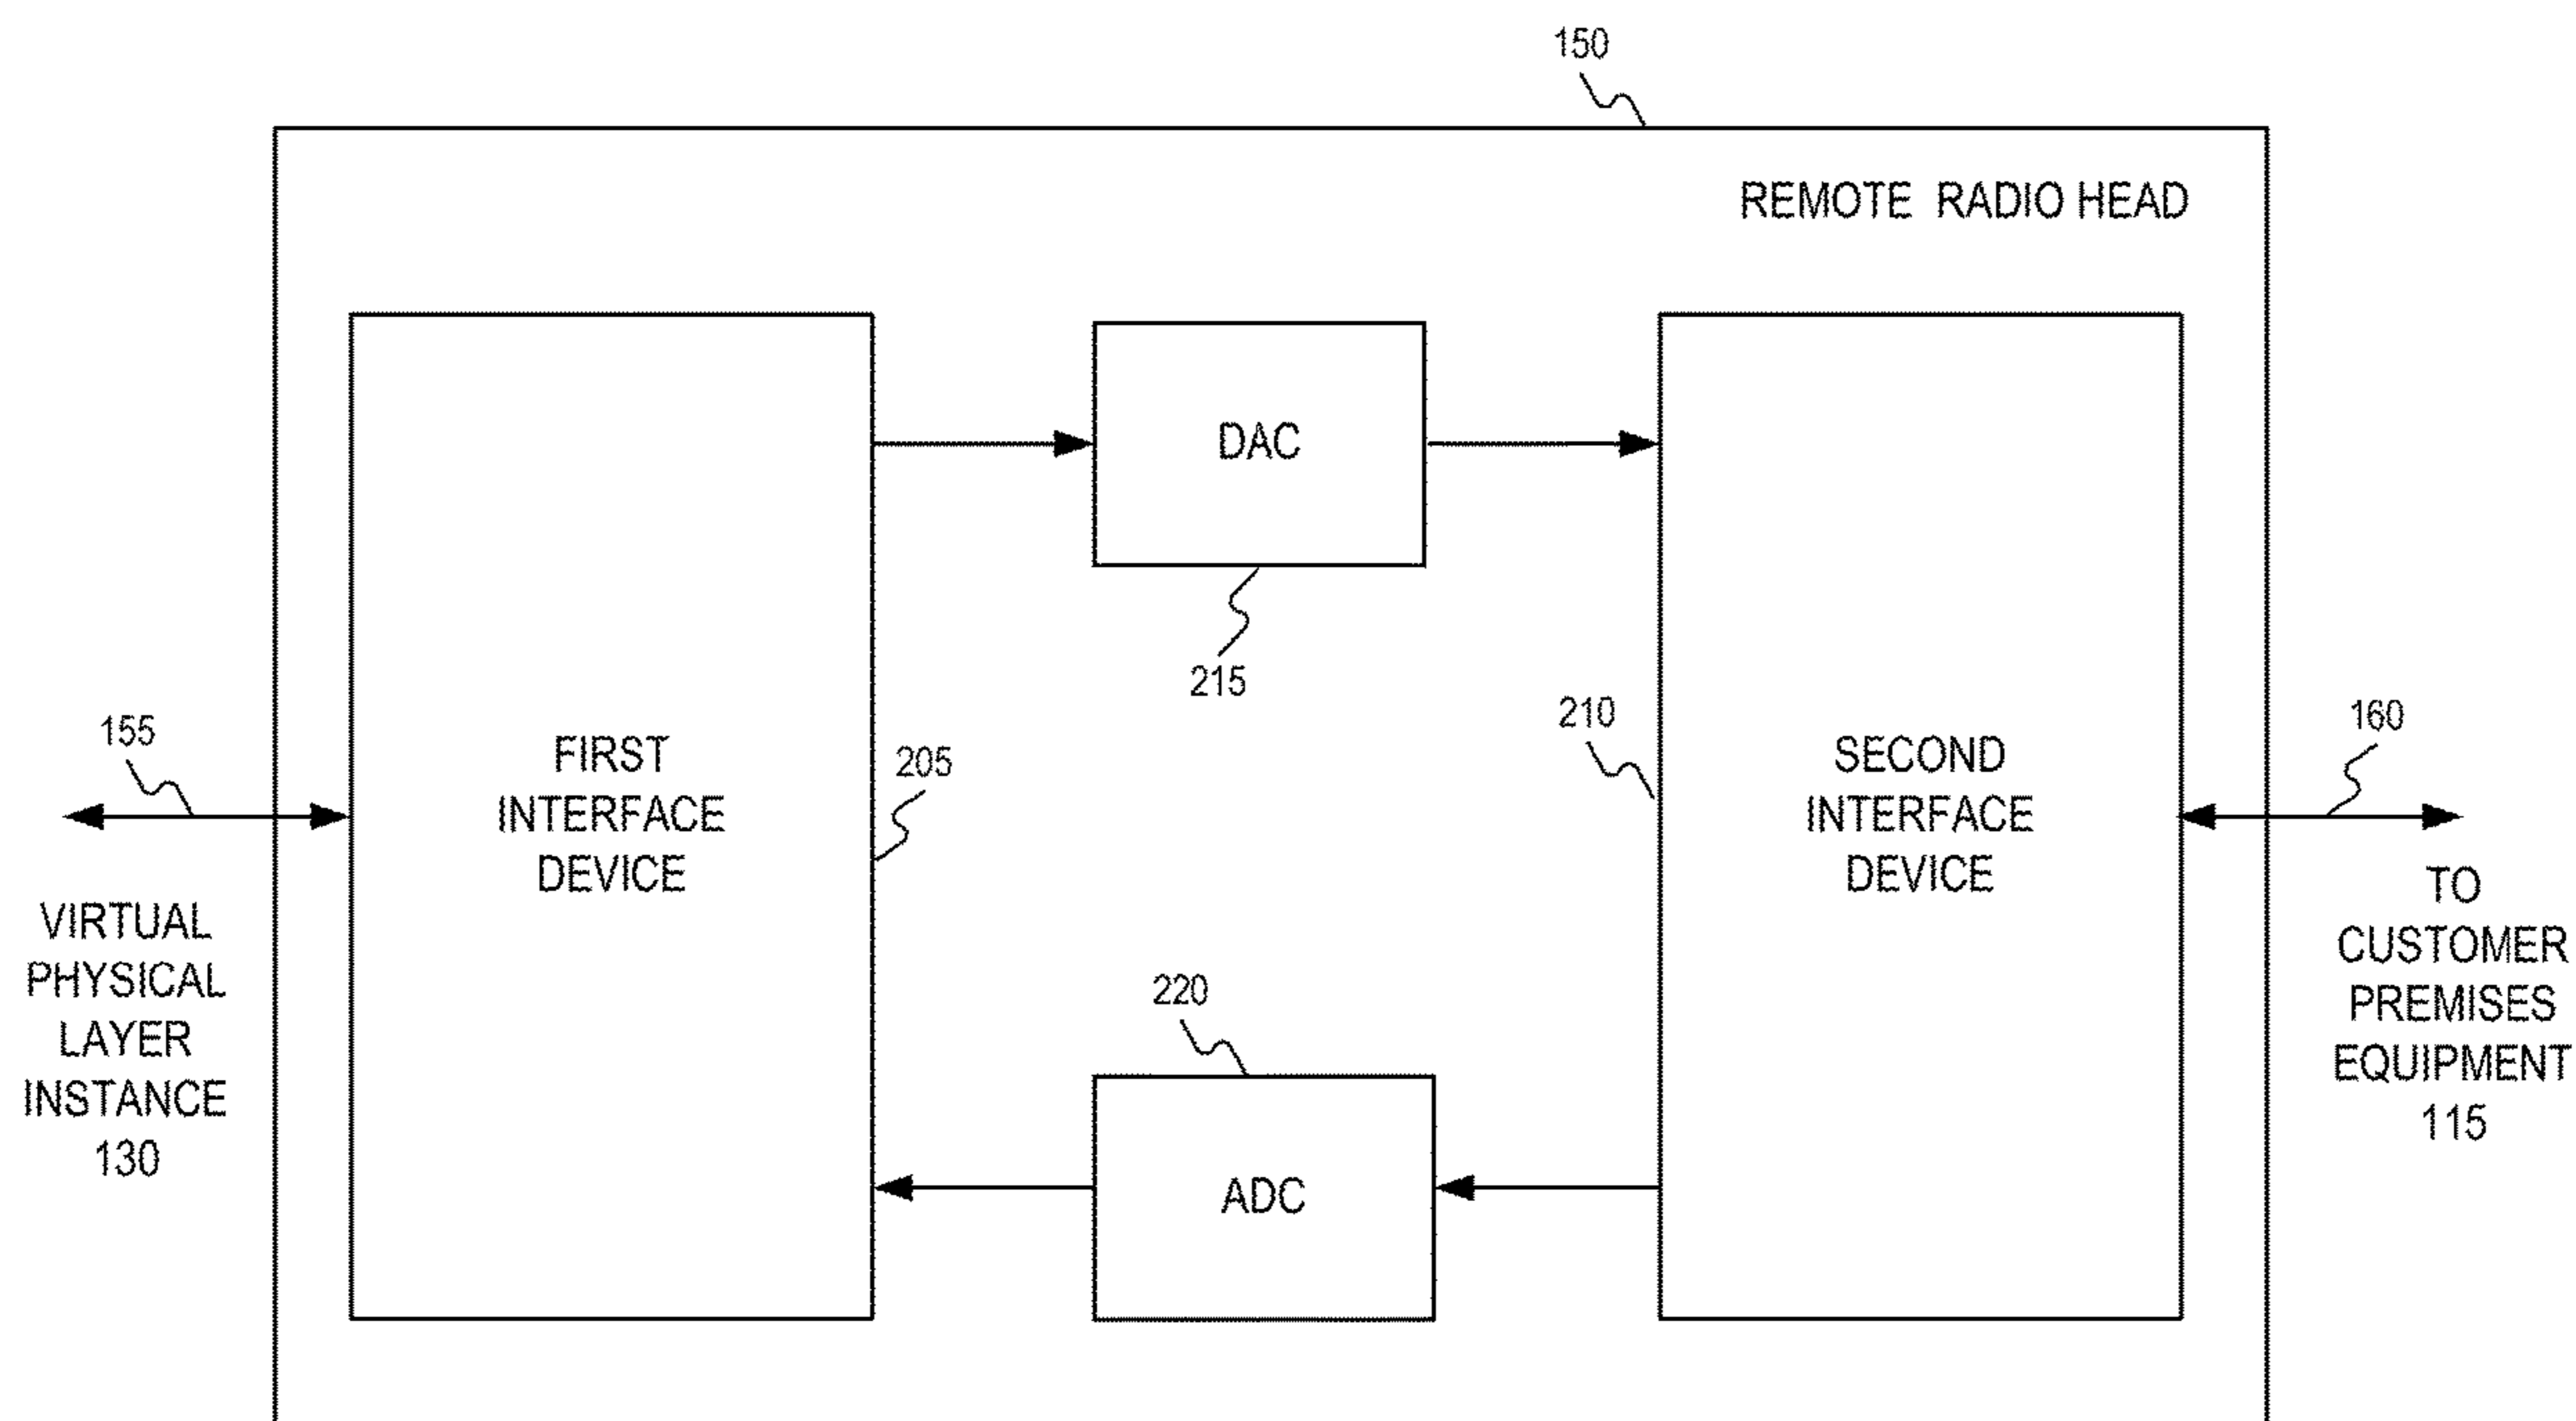 150
REMOTE RADIO HEAD
DAC
215
155
FIRST
INTERFACE
DEVICE
205
210
SECOND
INTERFACE
DEVICE
160
VIRTUAL
PHYSICAL
LAYER
INSTANCE
130
TO
CUSTOMER
PREMISES
EQUIPMENT
115
220
ADC